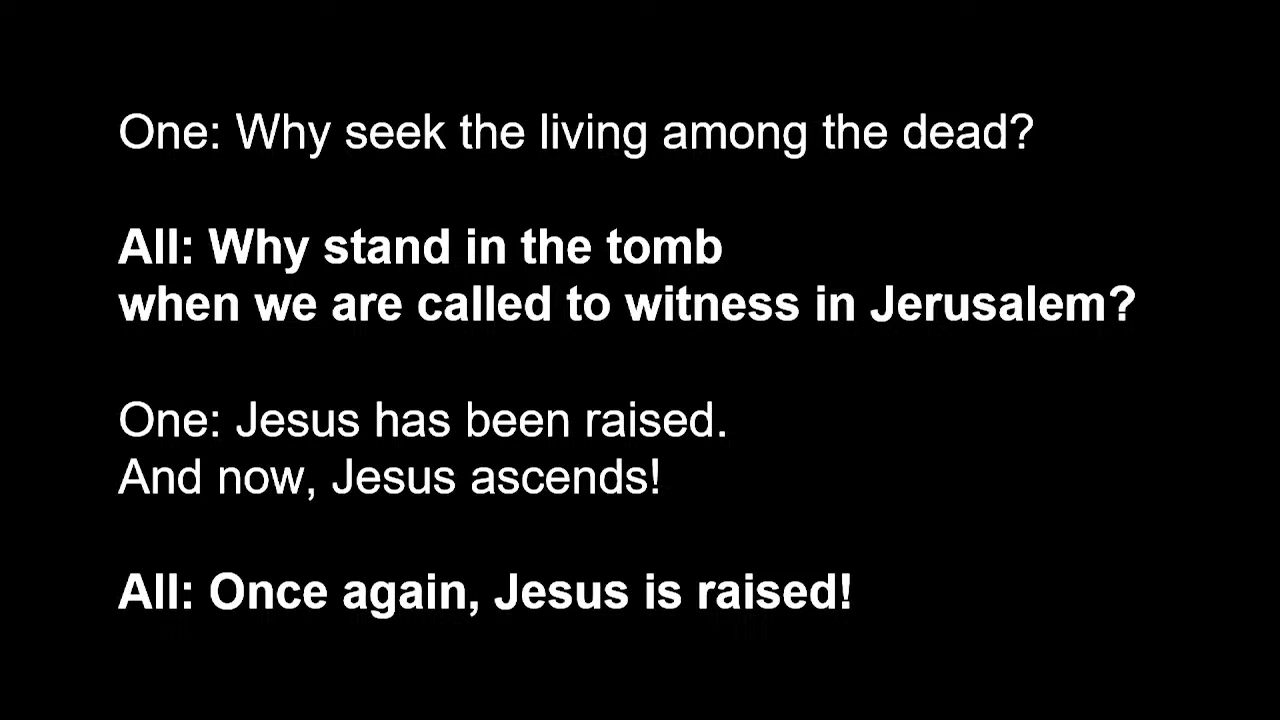 One: Why seek the living among the dead?
All: Why stand in the tomb
when we are called to witness in Jerusalem?
One: Jesus has been raised.
And now, Jesus ascends!
All: Once again, Jesus is raised!